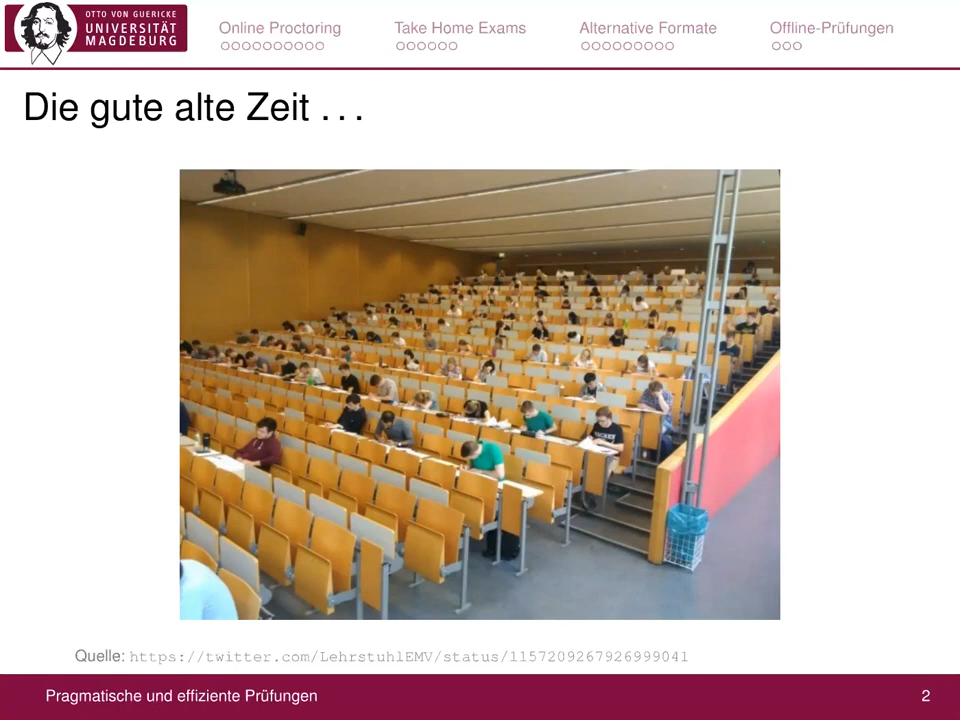 OTTO VON GUERICKE
UNIVERSITÄT
MAGDEBURG
Online Proctoring
Take Home Exams
Alternative Formate
Offline-Prüfungen
Die gute alte Zeit . . .
Quelle: https://twitter.com/LehrstuhlEMV/status/1157209267926999041
Pragmatische und effiziente Prüfungen
2